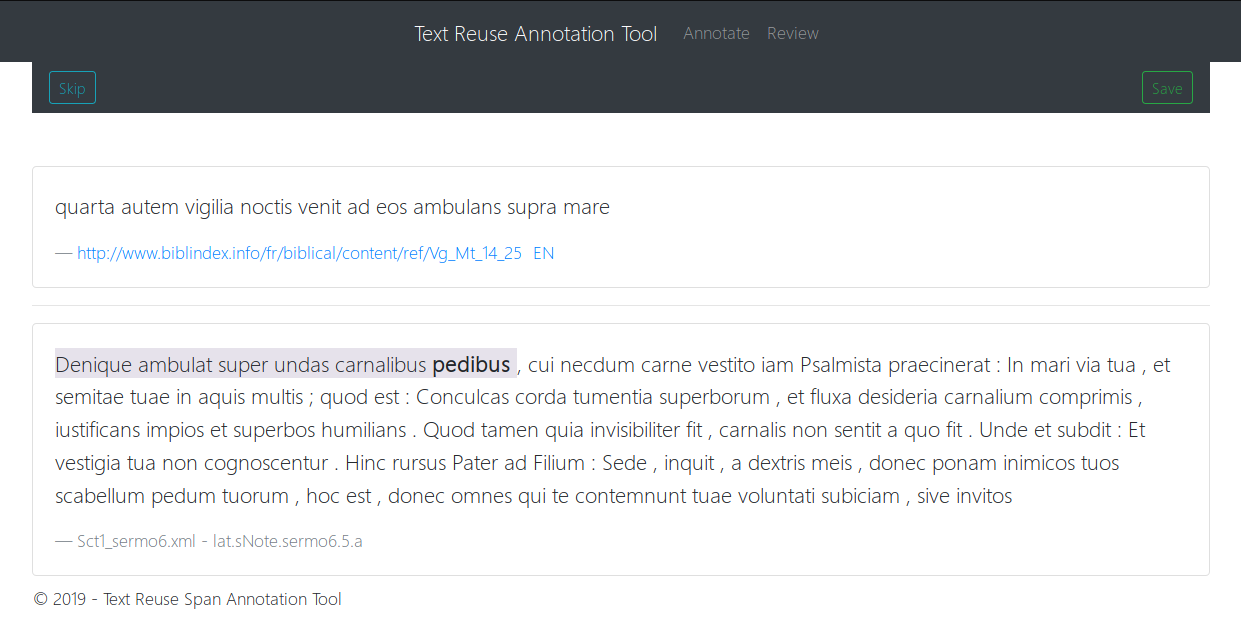 Text Reuse Annotation Tool Annotate Review
Skip Save
quarta autem vigilia noctis venit ad eos ambulans supra mare
— http://www.biblindex.info/fr/biblical/content/ref/Vg_Mt_14_25 EN
Denique ambulat super undas carnalibus pedibus , cui necdum carne vestito iam Psalmista praecinerat : In mari via tua , et
semitae tuae in aquis multis ; quod est : Conculcas corda tumentia superborum , et fluxa desideria carnalium comprimis ,
iustificans impios et superbos humilians . Quod tamen quia invisibiliter fit , carnalis non sentit a quo fit . Unde et subdit : Et
vestigia tua non cognoscentur . Hinc rursus Pater ad Filium : Sede , inquit , a dextris meis , donec ponam inimicos tuos
scabellum pedum tuorum , hoc est , donec omnes qui te contemnunt tuae voluntati subiciam , sive invitos
— Sct1_sermo6.xml - lat.sNote.sermo6.5.a
© 2019 - Text Reuse Span Annotation Tool